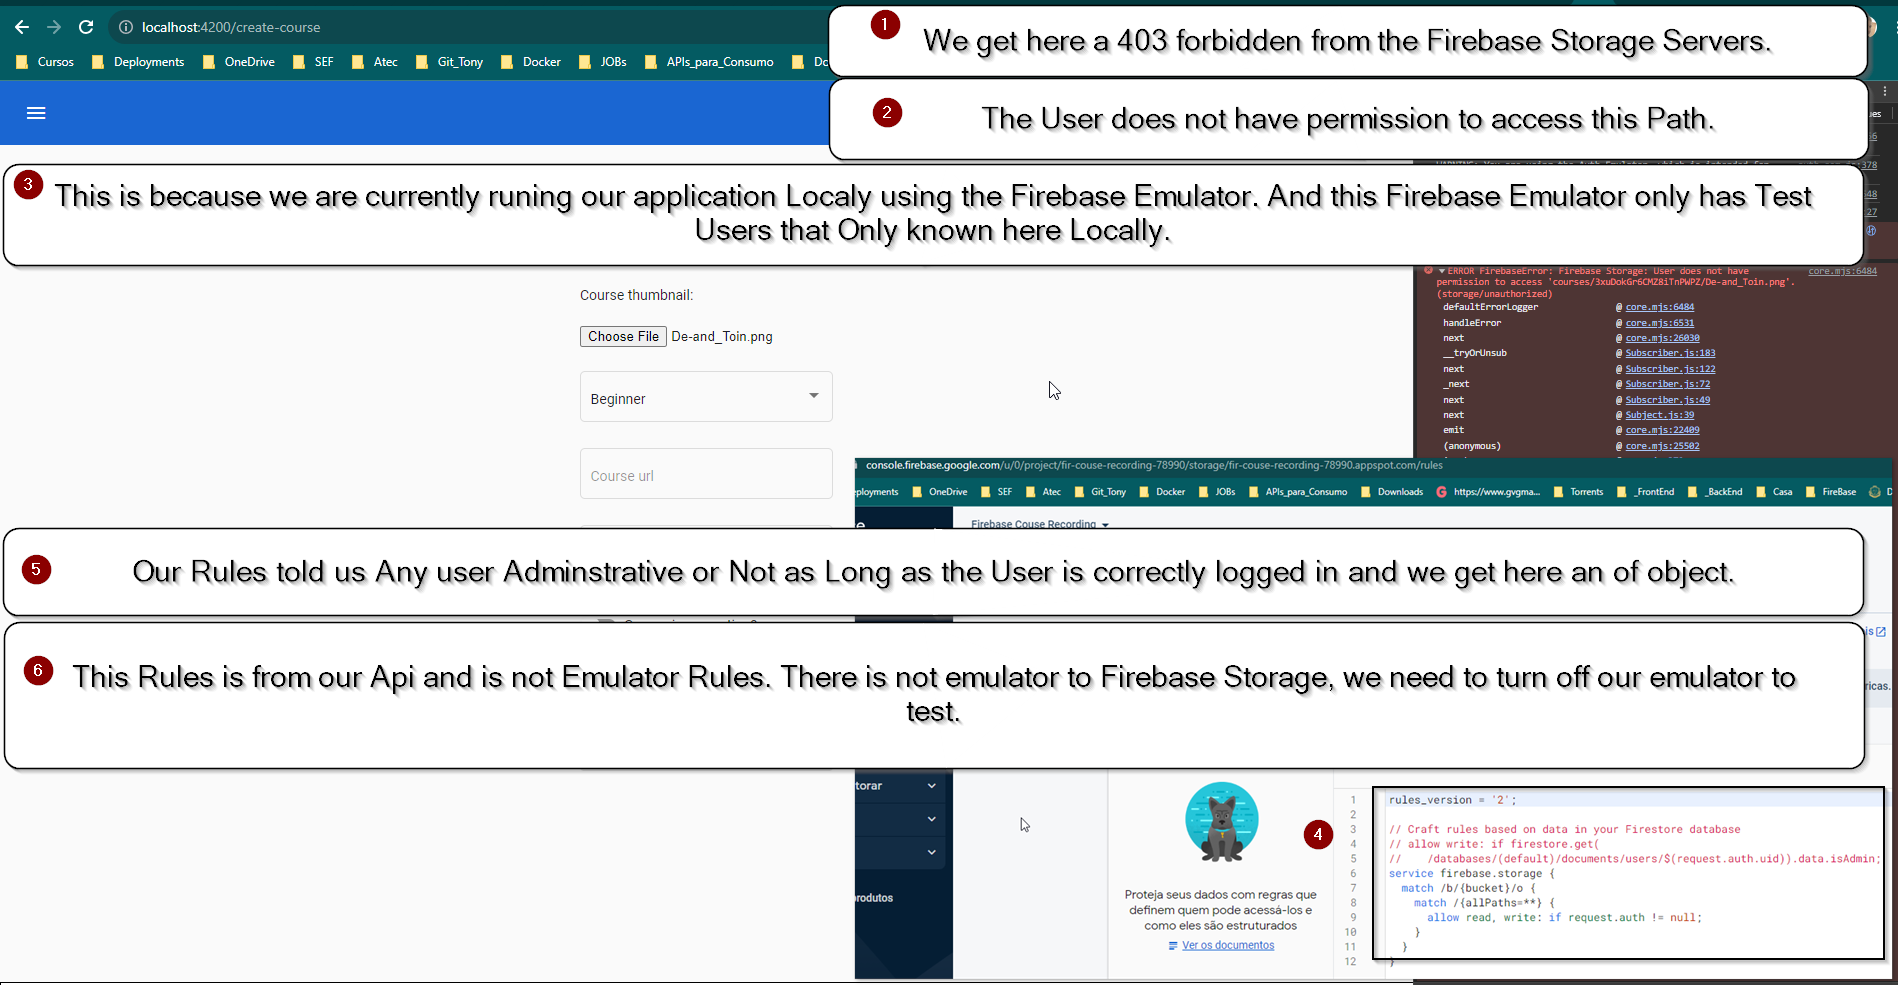 localhost:4200/create-course
Cursos Deployments OneDrive SEF Atec Git_Tony Docker JOBs APIs_para_Consumo
1 We get here a 403 forbidden from the Firebase Storage Servers.
2 The User does not have permission to access this Path.
3 This is because we are currently runing our application Localy using the Firebase Emulator. And this Firebase Emulator only has Test
Users that Only known here Locally.
ERROR FirebaseError: Firebase Storage: User does not have core.mjs:6484
permission to access 'courses/3xuDokGr6CMZ8iTnPWPZ/De-and_Toin.png'.
(storage/unauthorized)
defaultErrorLogger @ core.mjs:6484
handleError @ core.mjs:6531
next @ core.mjs:26030
__tryOrUnsub @ Subscriber.js:183
next @ Subscriber.js:122
_next @ Subscriber.js:72
next @ Subscriber.js:49
next @ Subject.js:39
emit @ core.mjs:22409
(anonymous) @ core.mjs:25502
Course thumbnail:
Choose File De-and_Toin.png
Beginner
Course url
console.firebase.google.com/u/0/project/fir-couse-recording-78990/storage/fir-couse-recording-78990.appspot.com/rules
eployments OneDrive SEF Atec Git_Tony Docker JOBs APIs_para_Consumo Downloads https://www.gvgma... Torrents _FrontEnd _BackEnd Casa FireBase D
Firebase Couse Recording
5 Our Rules told us Any user Adminstrative or Not as Long as the User is correctly logged in and we get here an of object.
6 This Rules is from our Api and is not Emulator Rules. There is not emulator to Firebase Storage, we need to turn off our emulator to
test.
ricas.
torar
rodutos
Proteja seus dados com regras que
definem quem pode acessá-los e
como eles são estruturados
Ver os documentos
4
1 rules_version = '2';
2
3 // Craft rules based on data in your Firestore database
4 // allow write: if firestore.get(
5 // /databases/(default)/documents/users/$(request.auth.uid)).data.isAdmin;
6 service firebase.storage {
7 match /b/{bucket}/o {
8 match /{allPaths=**} {
9 allow read, write: if request.auth != null;
10 }
11 }
12 }